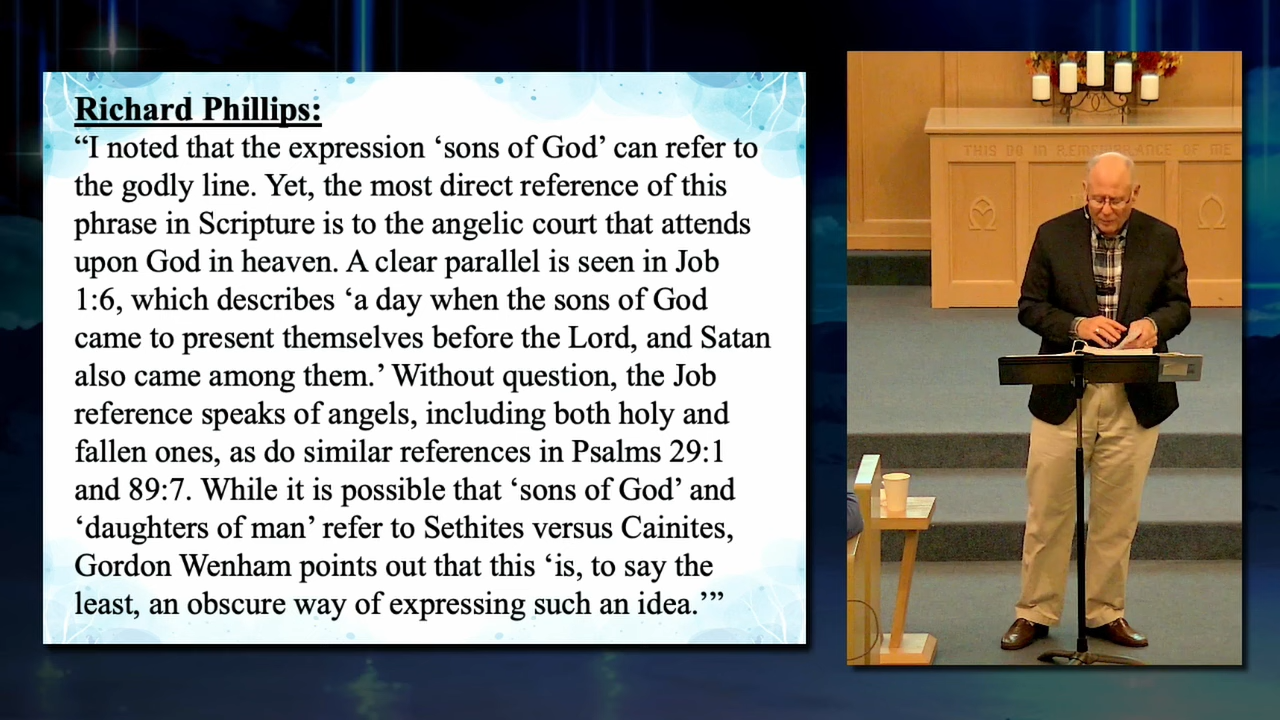 Richard Phillips:
“I noted that the expression ‘sons of God’ can refer to
the godly line. Yet, the most direct reference of this
phrase in Scripture is to the angelic court that attends
upon God in heaven. A clear parallel is seen in Job
1:6, which describes ‘a day when the sons of God
came to present themselves before the Lord, and Satan
also came among them.’ Without question, the Job
reference speaks of angels, including both holy and
fallen ones, as do similar references in Psalms 29:1
and 89:7. While it is possible that ‘sons of God’ and
‘daughters of man’ refer to Sethites versus Cainites,
Gordon Wenham points out that this ‘is, to say the
least, an obscure way of expressing such an idea.’”
THIS DO IN REMEMBRANCE OF ME